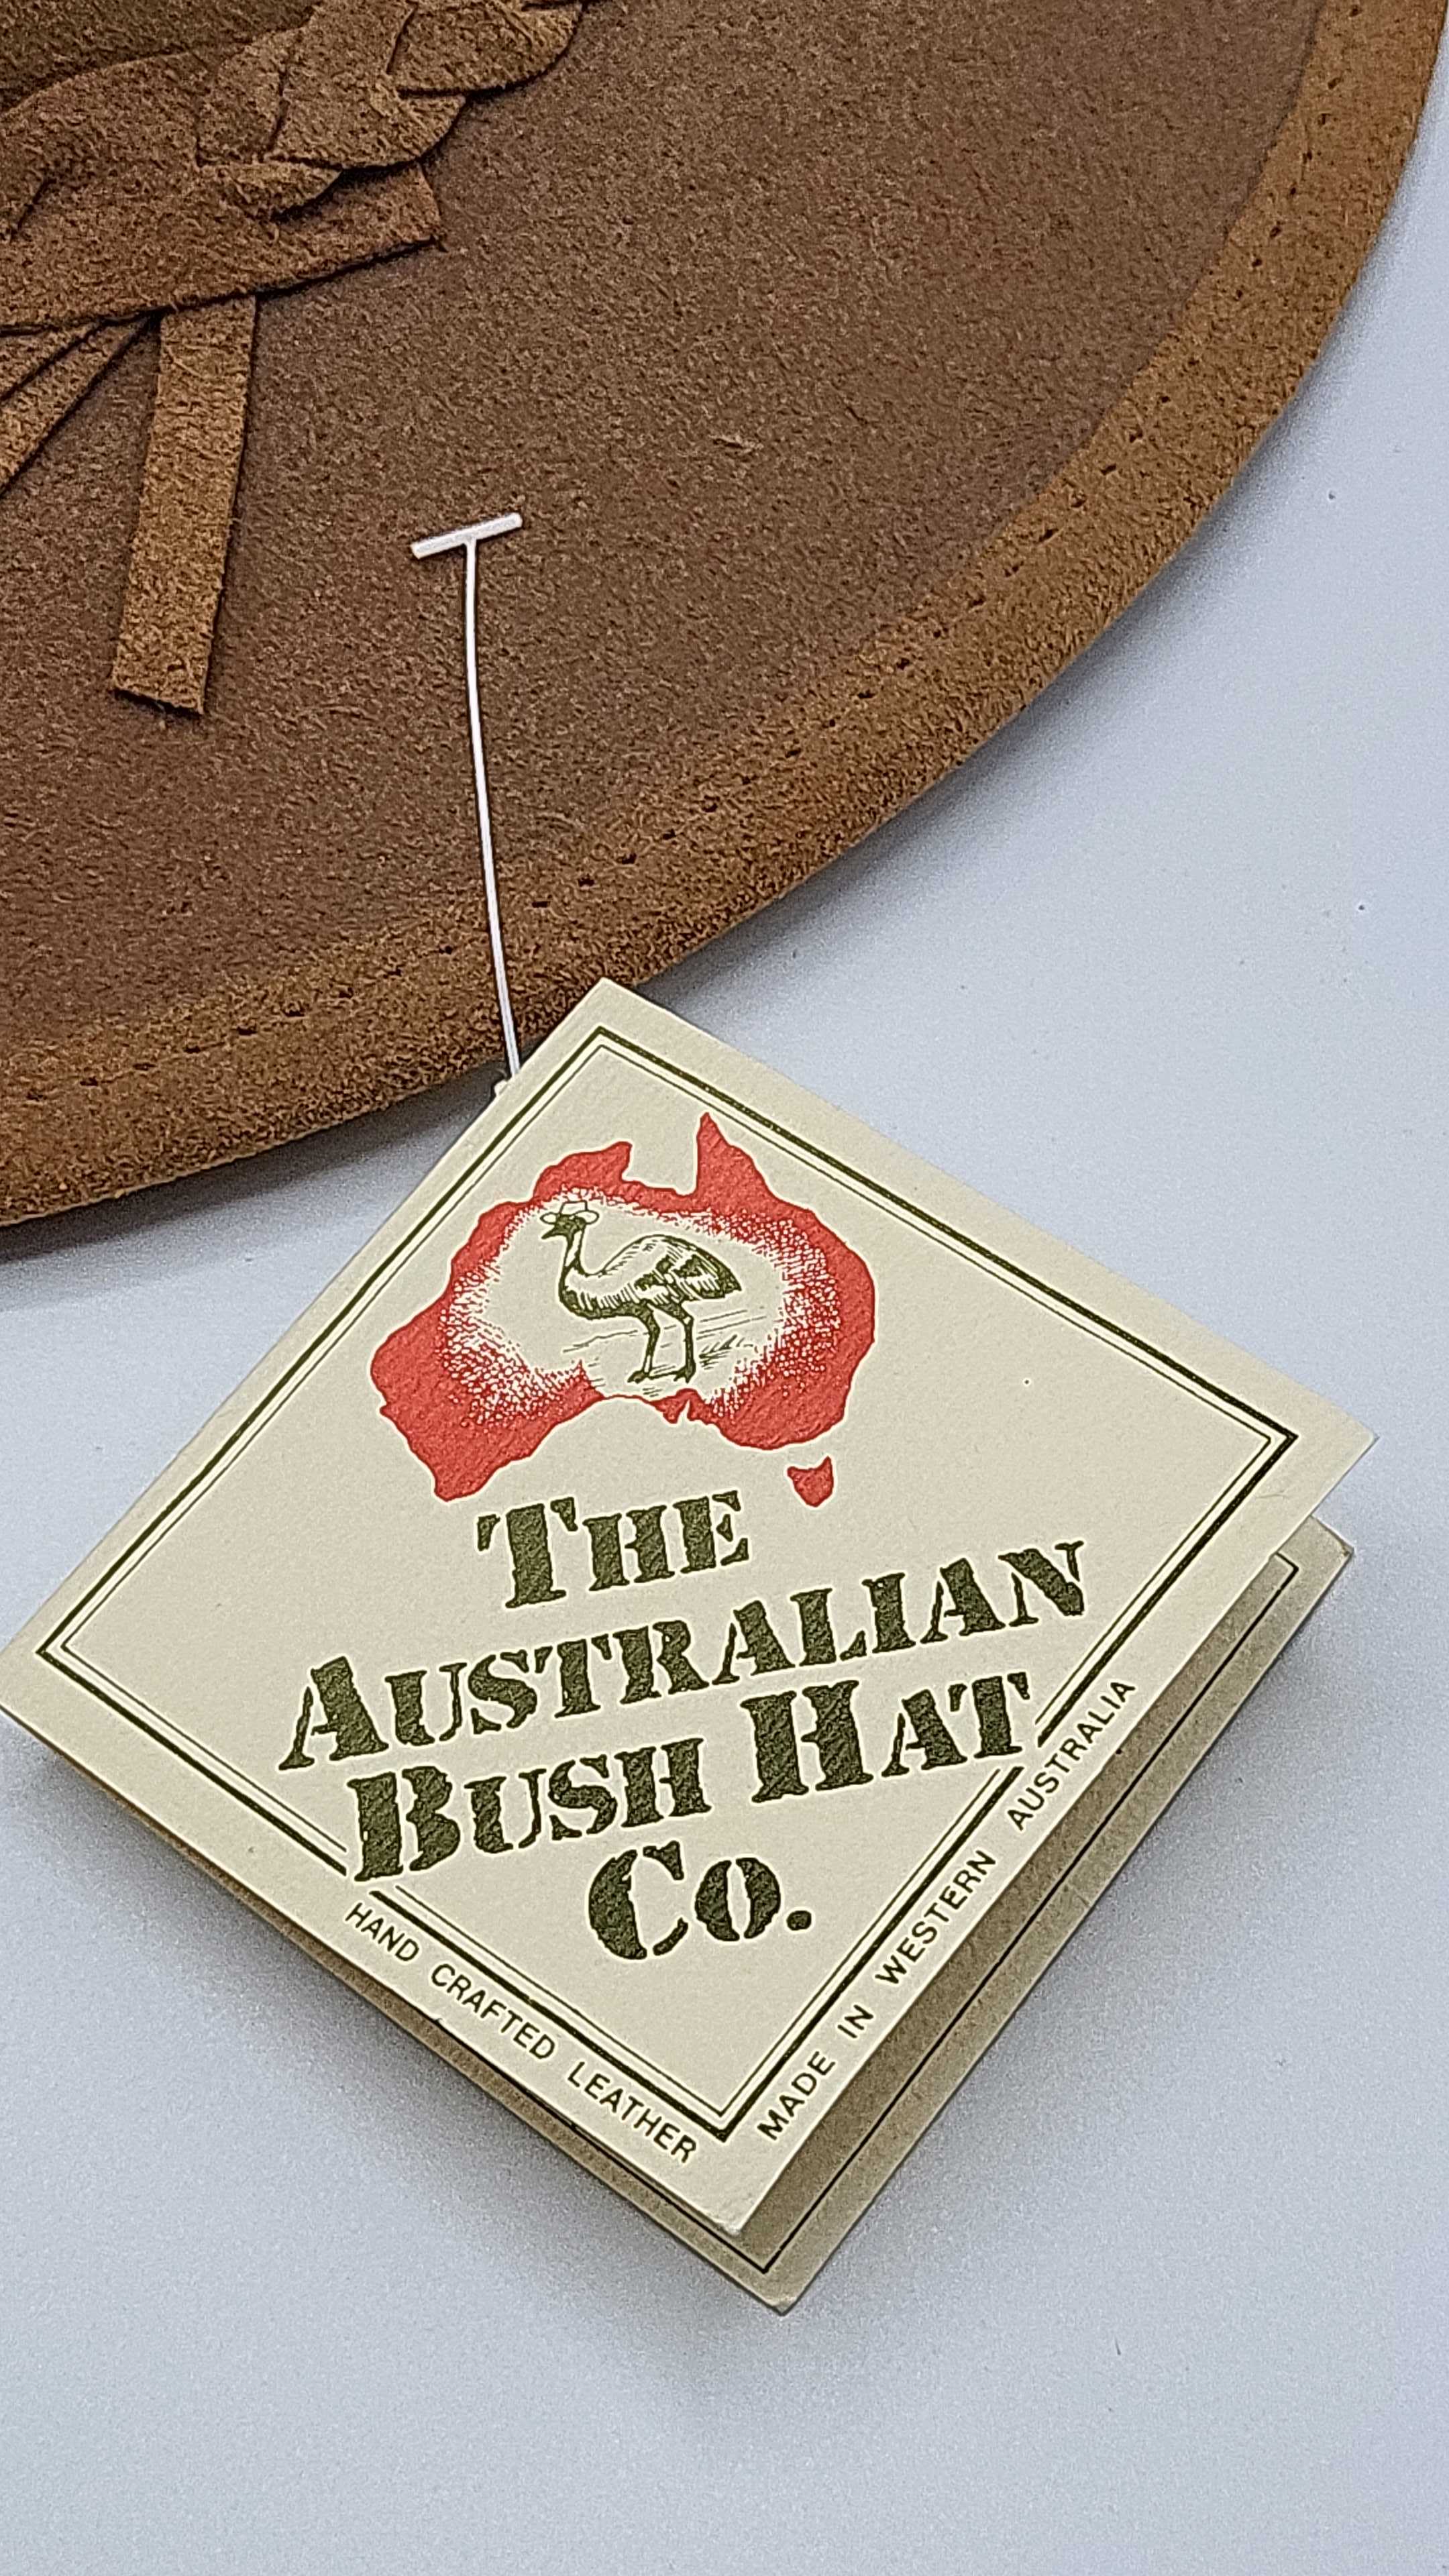 THE
AUSTRALIAN
BUSH HAT
CO.
HAND CRAFTED LEATHER
MADE IN WESTERN AUSTRALIA